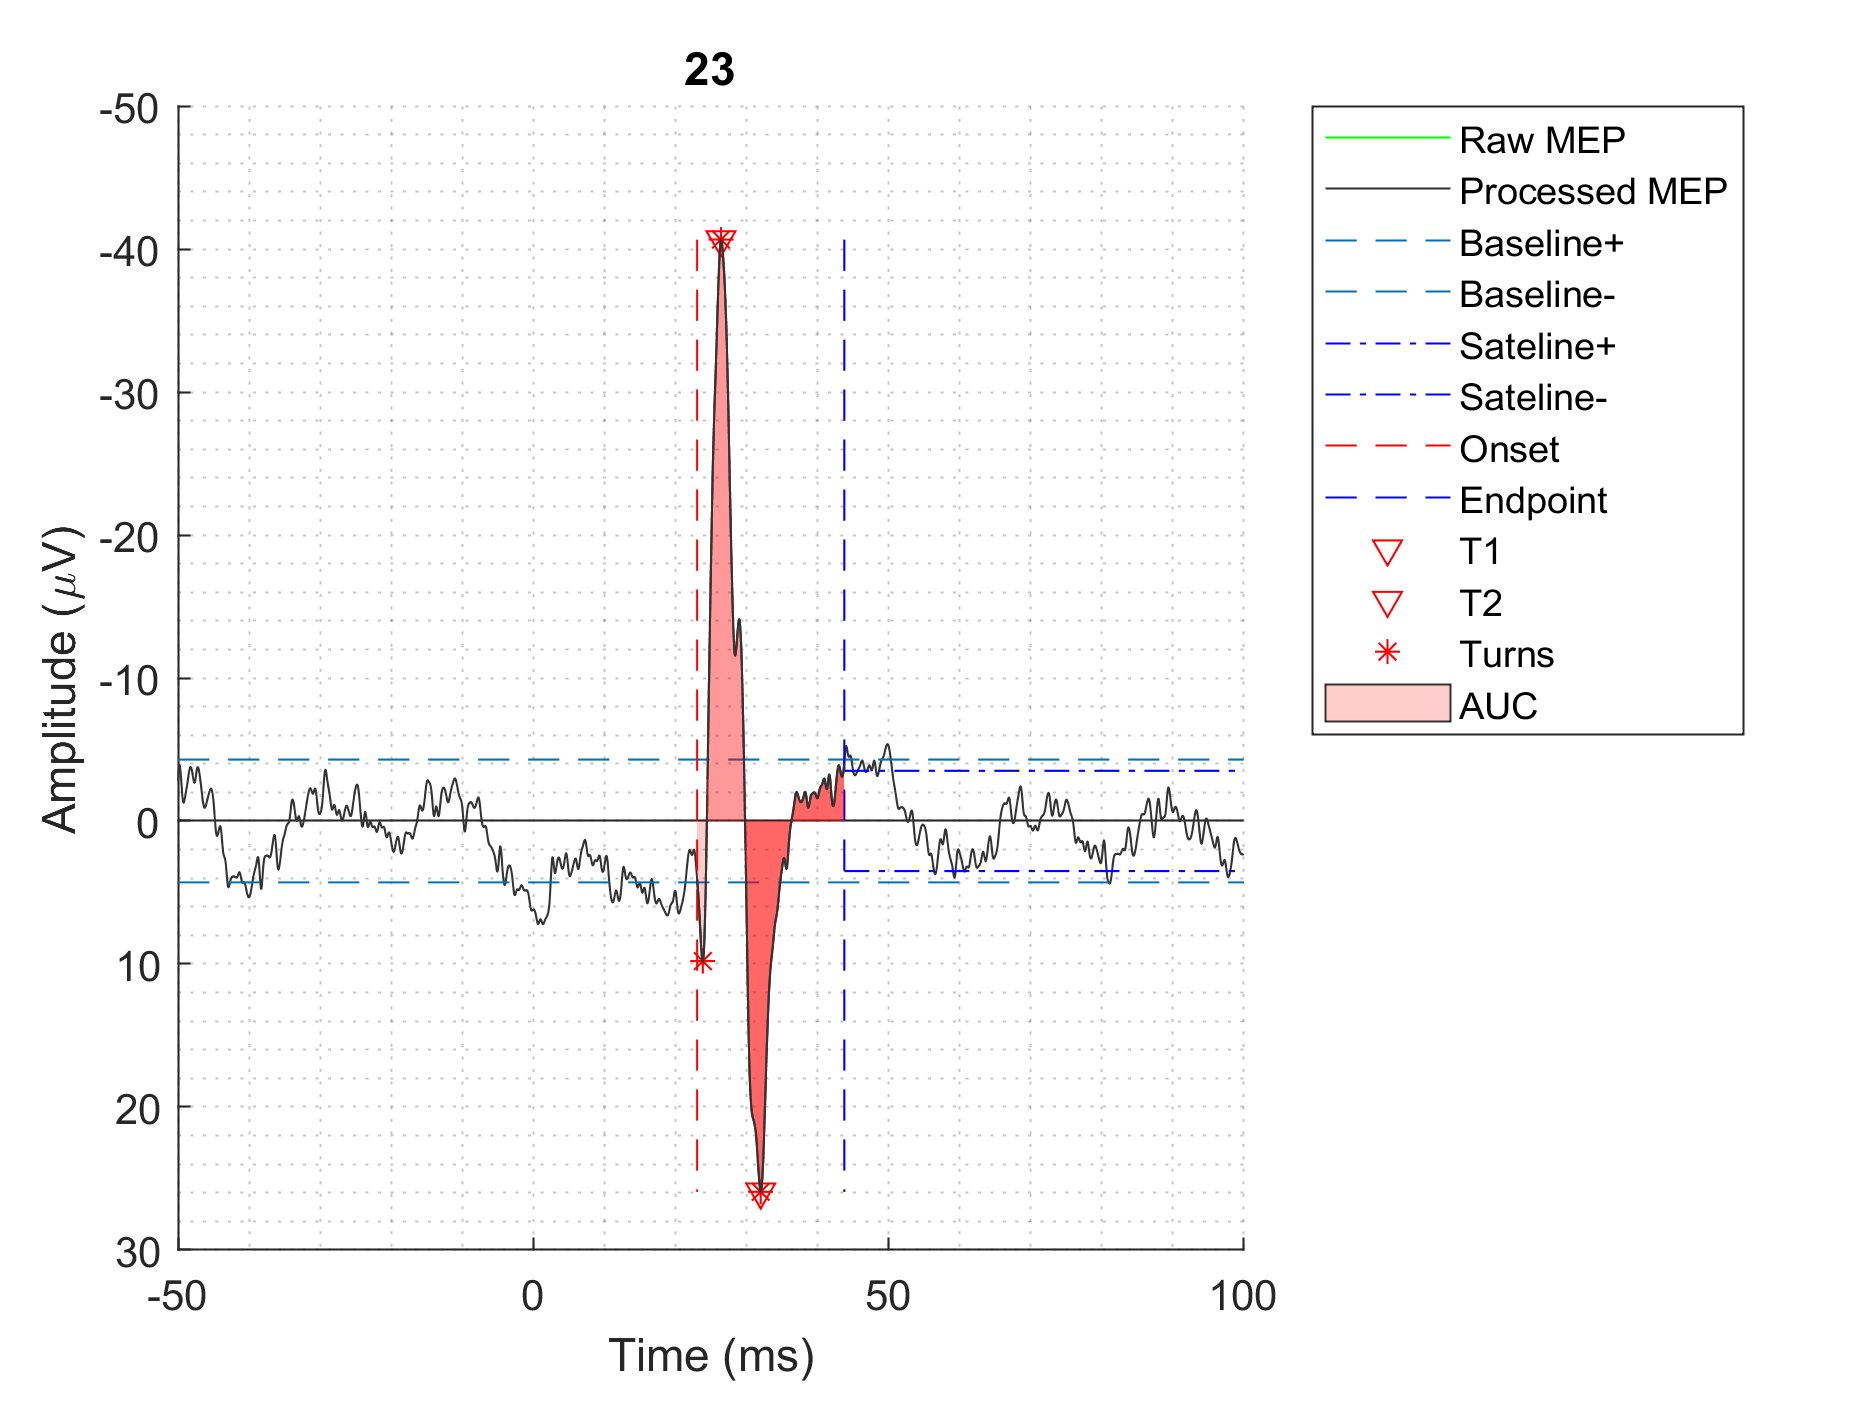 23
-50
-40
-30
-20
-10
0
10
20
30
Amplitude (μV)
-50 0 50 100
Time (ms)
Raw MEP
Processed MEP
Baseline+
Baseline-
Sateline+
Sateline-
Onset
Endpoint
T1
T2
Turns
AUC